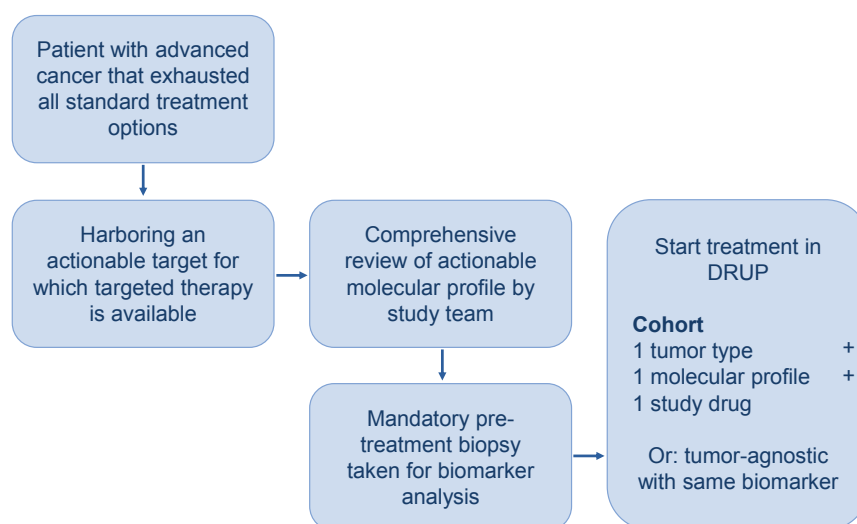 Patient with advanced
cancer that exhausted
all standard treatment
options
Harboring an
actionable target for
which targeted therapy
is available
Comprehensive
review of actionable
molecular profile by
study team
Mandatory pre-
treatment biopsy
taken for biomarker
analysis
Start treatment in
DRUP
Cohort
1 tumor type +
1 molecular profile +
1 study drug
Or: tumor-agnostic
with same biomarker